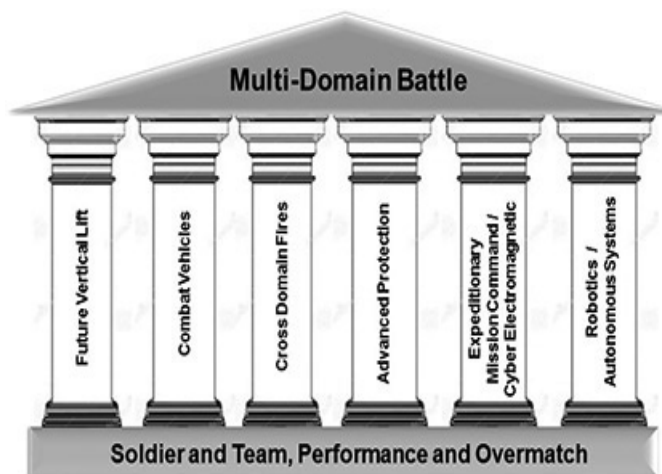 Multi-Domain Battle
Future Vertical Lift
Combat Vehicles
Cross Domain Fires
Advanced Protection
Expeditionary
Mission Command /
Cyber Electromagnetic
Robotics /
Autonomous Systems
Soldier and Team, Performance and Overmatch